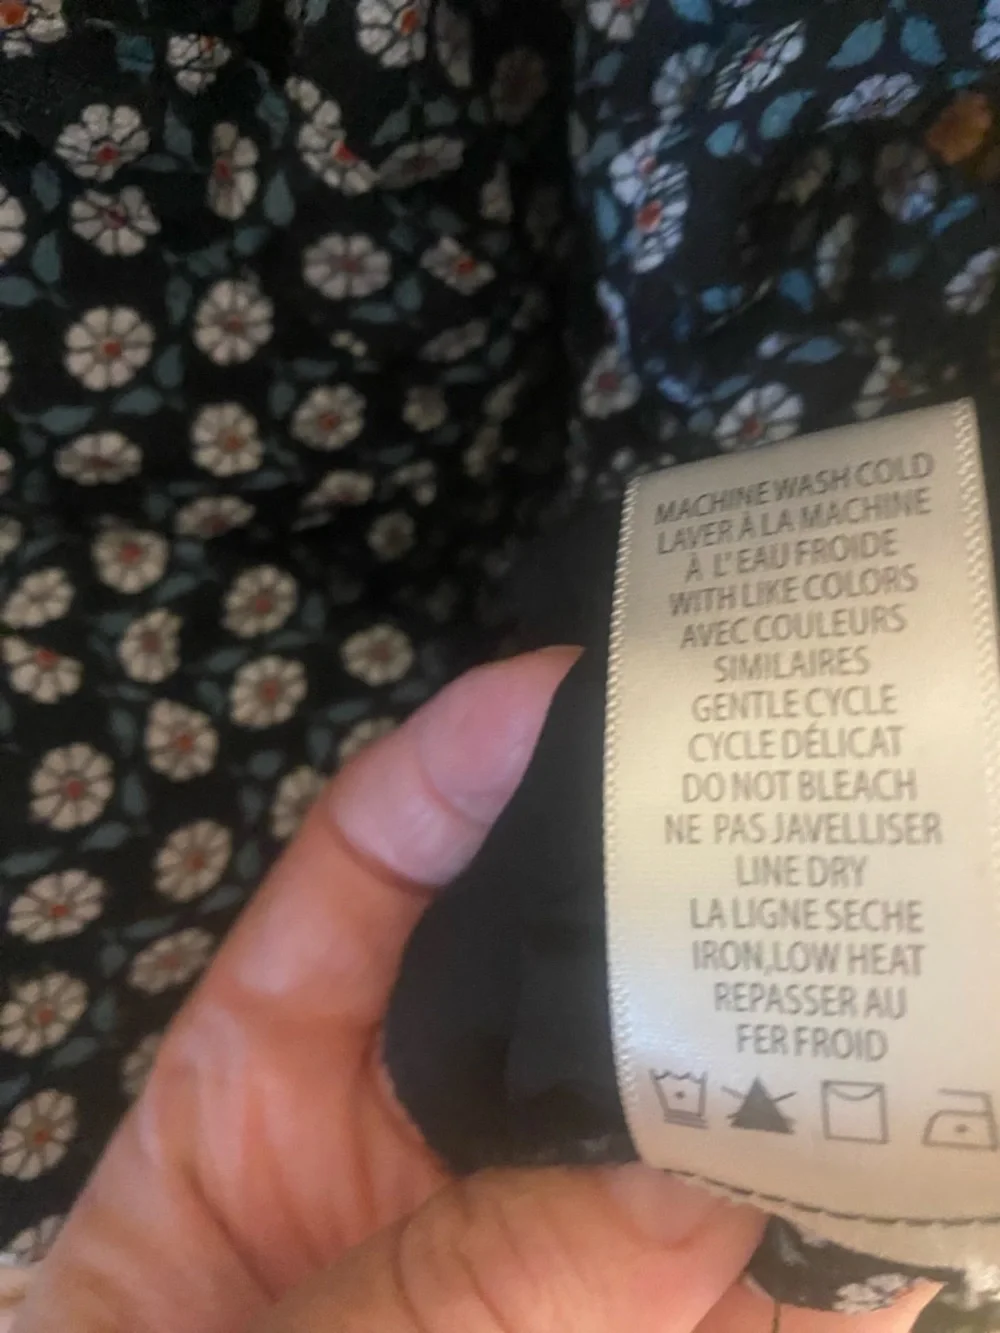 MACHINE WASH COLD
LAVER À LA MACHINE
À L'EAU FROIDE
WITH LIKE COLORS
AVEC COULEURS
SIMILAIRES
GENTLE CYCLE
CYCLE DÉLICAT
DO NOT BLEACH
NE PAS JAVELLISER
LINE DRY
LA LIGNE SECHE
IRON,LOW HEAT
REPASSER AU
FER FROID